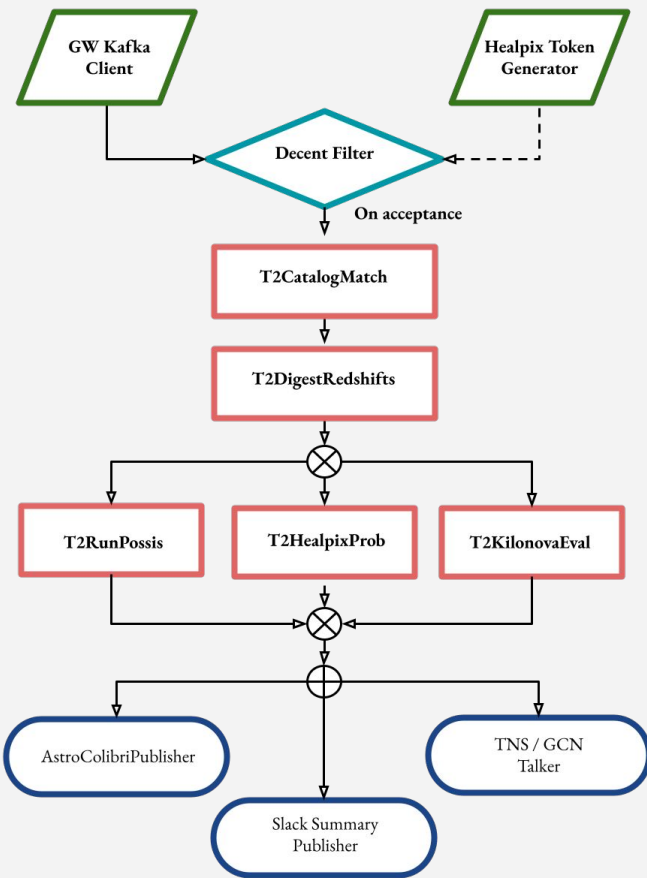 GW Kafka
Client
Healpix Token
Generator
Decent Filter
On acceptance
T2CatalogMatch
T2DigestRedshifts
T2RunPossis
T2HealpixProb
T2KilonovaEval
AstroColibriPublisher
TNS / GCN
Talker
Slack Summary
Publisher